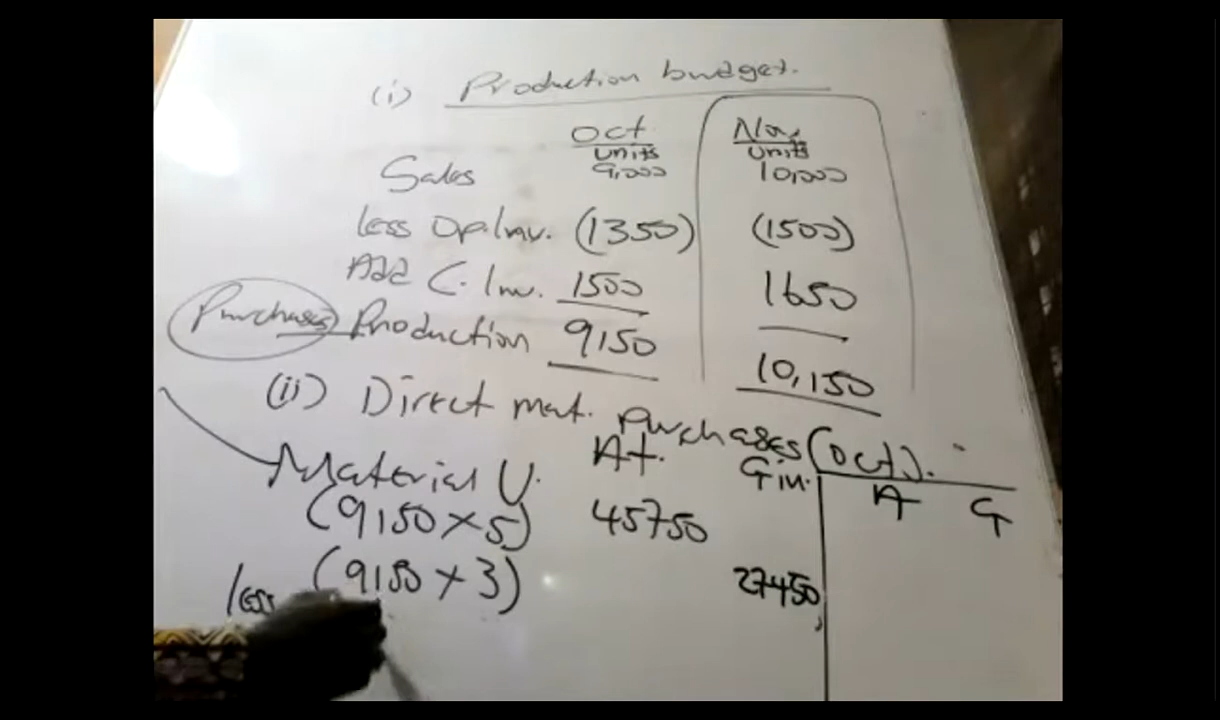 (i) Production budget.
Oct Nov
units units
Sales 9,000 10,000
less Op. Inv. (1350) (1500)
Add C. Inv. 1500 1650
Purchases Production 9150 10,150
(ii) Direct mat. Purchases (Oct).
Material U. At. Gin. A G
(9150 × 5) 45750
(9150 × 3) 27450
less